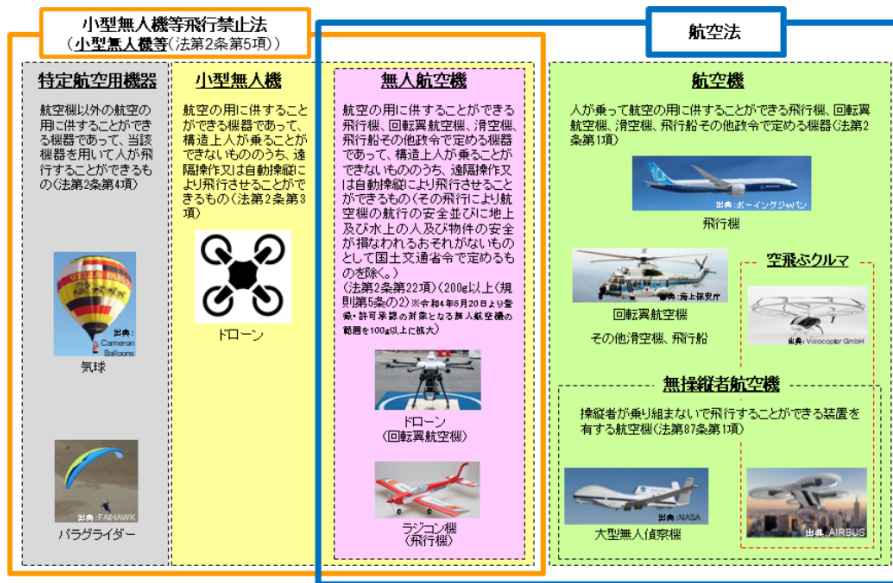 小型無人機等飛行禁止法
(小型無人機等(法第2条第5項))
航空法
特定航空用機器
航空機以外の航空の
用に供することができ
る機器であって、当該
機器を用いて人が飛
行することができるも
の(法第2条第4項)
出典:
Cameron
Balloons
気球
出典:FAIHAWK
パラグライダー
小型無人機
航空の用に供すること
ができる機器であって、
構造上人が乗ることが
できないもののうち、遠
隔操作又は自動操縦に
より飛行させることがで
きるもの(法第2条第3
項)
ドローン
無人航空機
航空の用に供することができる
飛行機、回転翼航空機、滑空機、
飛行船その他政令で定める機器
であって、構造上人が乗ることが
できないもののうち、遠隔操作又
は自動操縦により飛行させること
ができるもの(その飛行により航
空機の航行の安全並びに地上
及び水上の人及び物件の安全
が損なわれるおそれがないもの
として国土交通省令で定めるも
のを除く。)
(法第2条第22項)(200g以上(規
則第5条の2)※令和4年6月20日より登
録・許可承認の対象となる無人航空機の
範囲を100g以上に拡大)
ドローン
(回転翼航空機)
ラジコン機
(飛行機)
航空機
人が乗って航空の用に供することができる飛行機、回転翼
航空機、滑空機、飛行船その他政令で定める機器(法第2
条第1項)
出典:ボーイングジャパン
飛行機
出典:海上保安庁
回転翼航空機
その他滑空機、飛行船
空飛ぶクルマ
出典:Volocopter GmbH
無操縦者航空機
操縦者が乗り組まないで飛行することができる装置を
有する航空機(法第87条第1項)
出典:NASA
大型無人偵察機
出典:AIRBUS